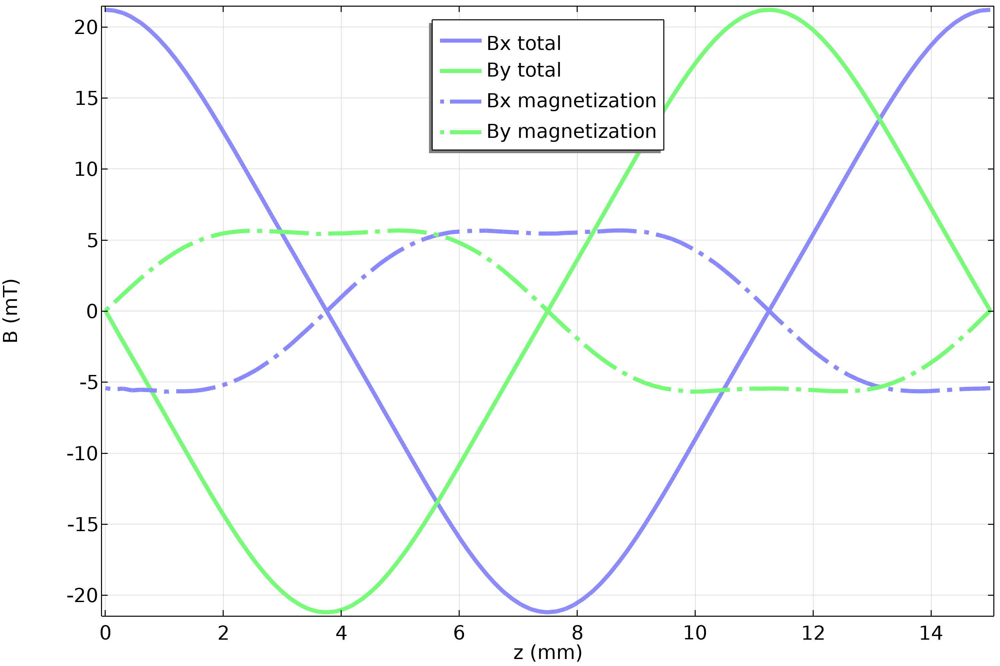 20
15
10
5
0
-5
-10
-15
-20
B (mT)
Bx total
By total
Bx magnetization
By magnetization
0 2 4 6 8 10 12 14
z (mm)